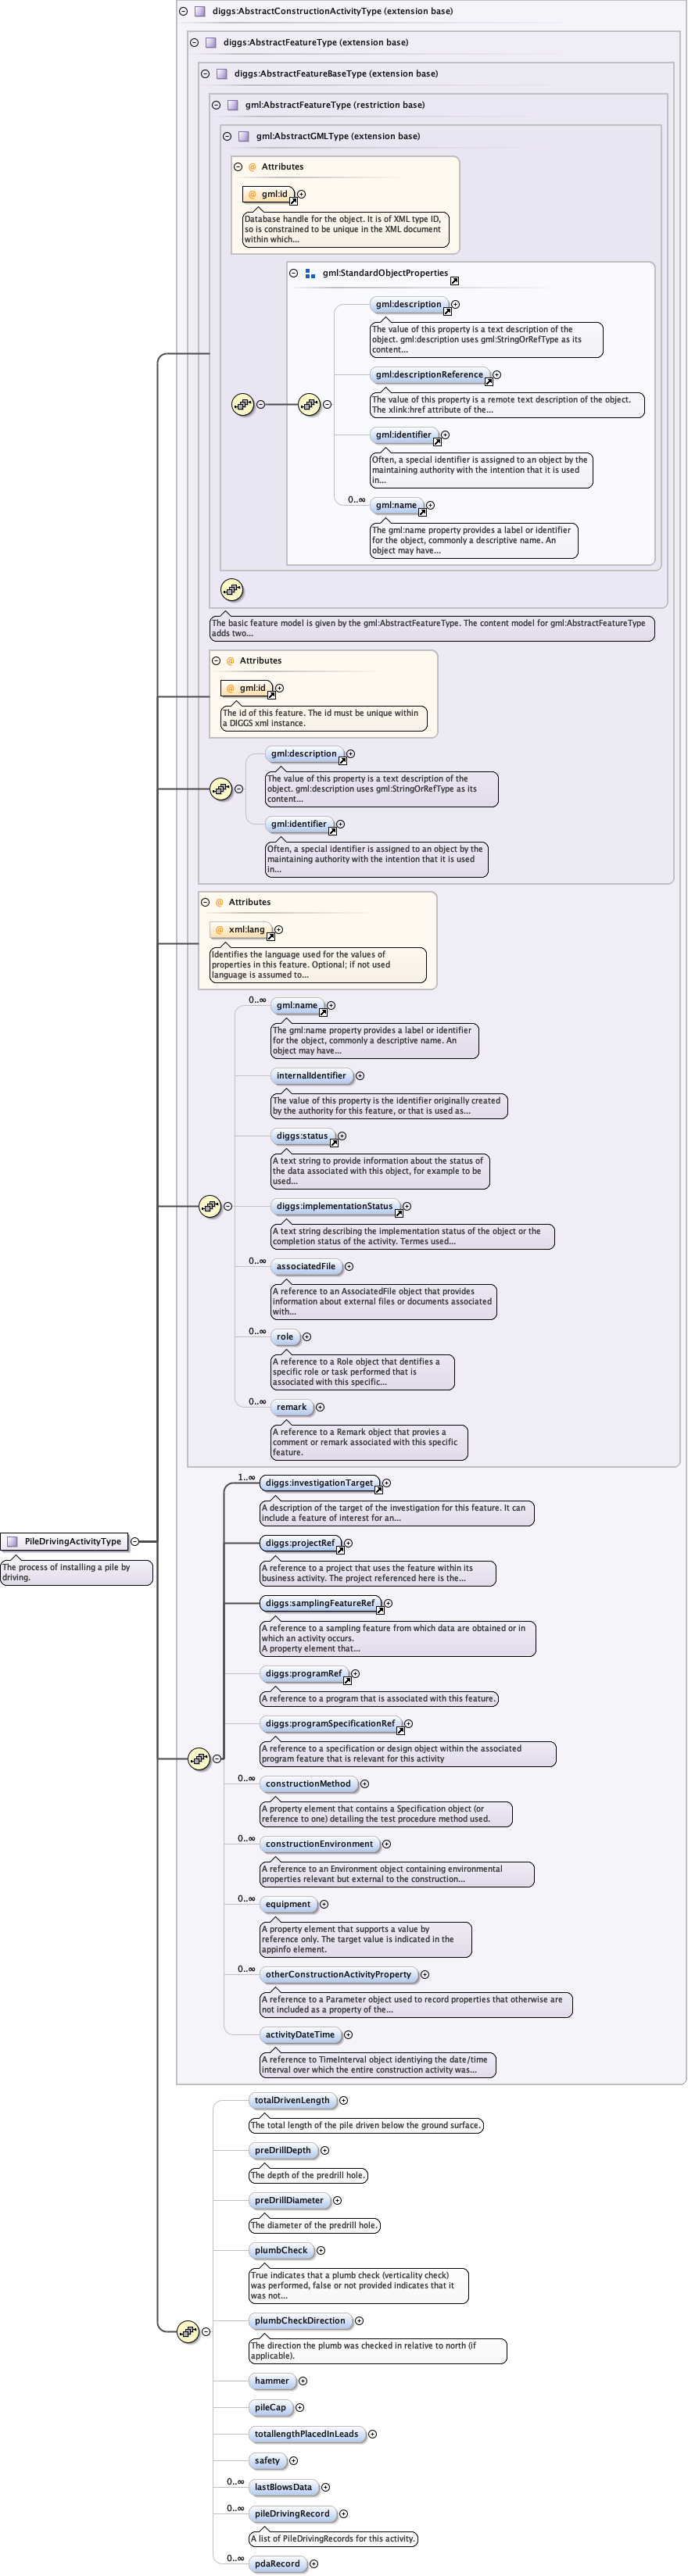 diggs:AbstractConstructionActivityType (extension base)
diggs:AbstractFeatureType (extension base)
diggs:AbstractFeatureBaseType (extension base)
gml:AbstractFeatureType (restriction base)
gml:AbstractGMLType (extension base)
@ Attributes
@ gml:id
Database handle for the object. It is of XML type ID,
so is constrained to be unique in the XML document
within which...
gml:StandardObjectProperties
gml:description
The value of this property is a text description of the
object. gml:description uses gml:StringOrRefType as its
content...
gml:descriptionReference
The value of this property is a remote text description of the object.
The xlink:href attribute of the...
gml:identifier
Often, a special identifier is assigned to an object by the
maintaining authority with the intention that it is used
in...
0..∞
gml:name
The gml:name property provides a label or identifier
for the object, commonly a descriptive name. An
object may have...
The basic feature model is given by the gml:AbstractFeatureType. The content model for gml:AbstractFeatureType
adds two...
@ Attributes
@ gml:id
The id of this feature. The id must be unique within
a DIGGS xml instance.
gml:description
The value of this property is a text description of the
object. gml:description uses gml:StringOrRefType as its
content...
gml:identifier
Often, a special identifier is assigned to an object by the
maintaining authority with the intention that it is used
in...
@ Attributes
@ xml:lang
Identifies the language used for the values of
properties in this feature. Optional; if not used
language is assumed to...
0..∞
gml:name
The gml:name property provides a label or identifier
for the object, commonly a descriptive name. An
object may have...
internalIdentifier
The value of this property is the identifier originally created
by the authority for this feature, or that is used as...
diggs:status
A text string to provide information about the status of
the data associated with this object, for example to be
used...
diggs:implementationStatus
A text string describing the implementation status of the object or the
completion status of the activity. Termes used...
0..∞
associatedFile
A reference to an AssociatedFile object that provides
information about external files or documents associated
with...
0..∞
role
A reference to a Role object that dentifies a
specific role or task performed that is
associated with this specific...
0..∞
remark
A reference to a Remark object that provies a
comment or remark associated with this specific
feature.
1..∞
diggs:investigationTarget
A description of the target of the investigation for this feature. It can
include a feature of interest for an...
PileDrivingActivityType
The process of installing a pile by
driving.
diggs:projectRef
A reference to a project that uses the feature within its
business activity. The project referenced here is the...
diggs:samplingFeatureRef
A reference to a sampling feature from which data are obtained or in
which an activity occurs.
A property element that...
diggs:programRef
A reference to a program that is associated with this feature.
diggs:programSpecificationRef
A reference to a specification or design object within the associated
program feature that is relevant for this activity
0..∞
constructionMethod
A property element that contains a Specification object (or
reference to one) detailing the test procedure method used.
0..∞
constructionEnvironment
A reference to an Environment object containing environmental
properties relevant but external to the construction...
0..∞
equipment
A property element that supports a value by
reference only. The target value is indicated in the
appinfo element.
0..∞
otherConstructionActivityProperty
A reference to a Parameter object used to record properties that otherwise are
not included as a property of the...
activityDateTime
A reference to TimeInterval object identiying the date/time
interval over which the entire construction activity was...
totalDrivenLength
The total length of the pile driven below the ground surface.
preDrillDepth
The depth of the predrill hole.
preDrillDiameter
The diameter of the predrill hole.
plumbCheck
True indicates that a plumb check (verticality check)
was performed, false or not provided indicates that it
was not...
plumbCheckDirection
The direction the plumb was checked in relative to north (if
applicable).
hammer
pileCap
totallengthPlacedInLeads
safety
0..∞
lastBlowsData
0..∞
pileDrivingRecord
A list of PileDrivingRecords for this activity.
0..∞
pdaRecord